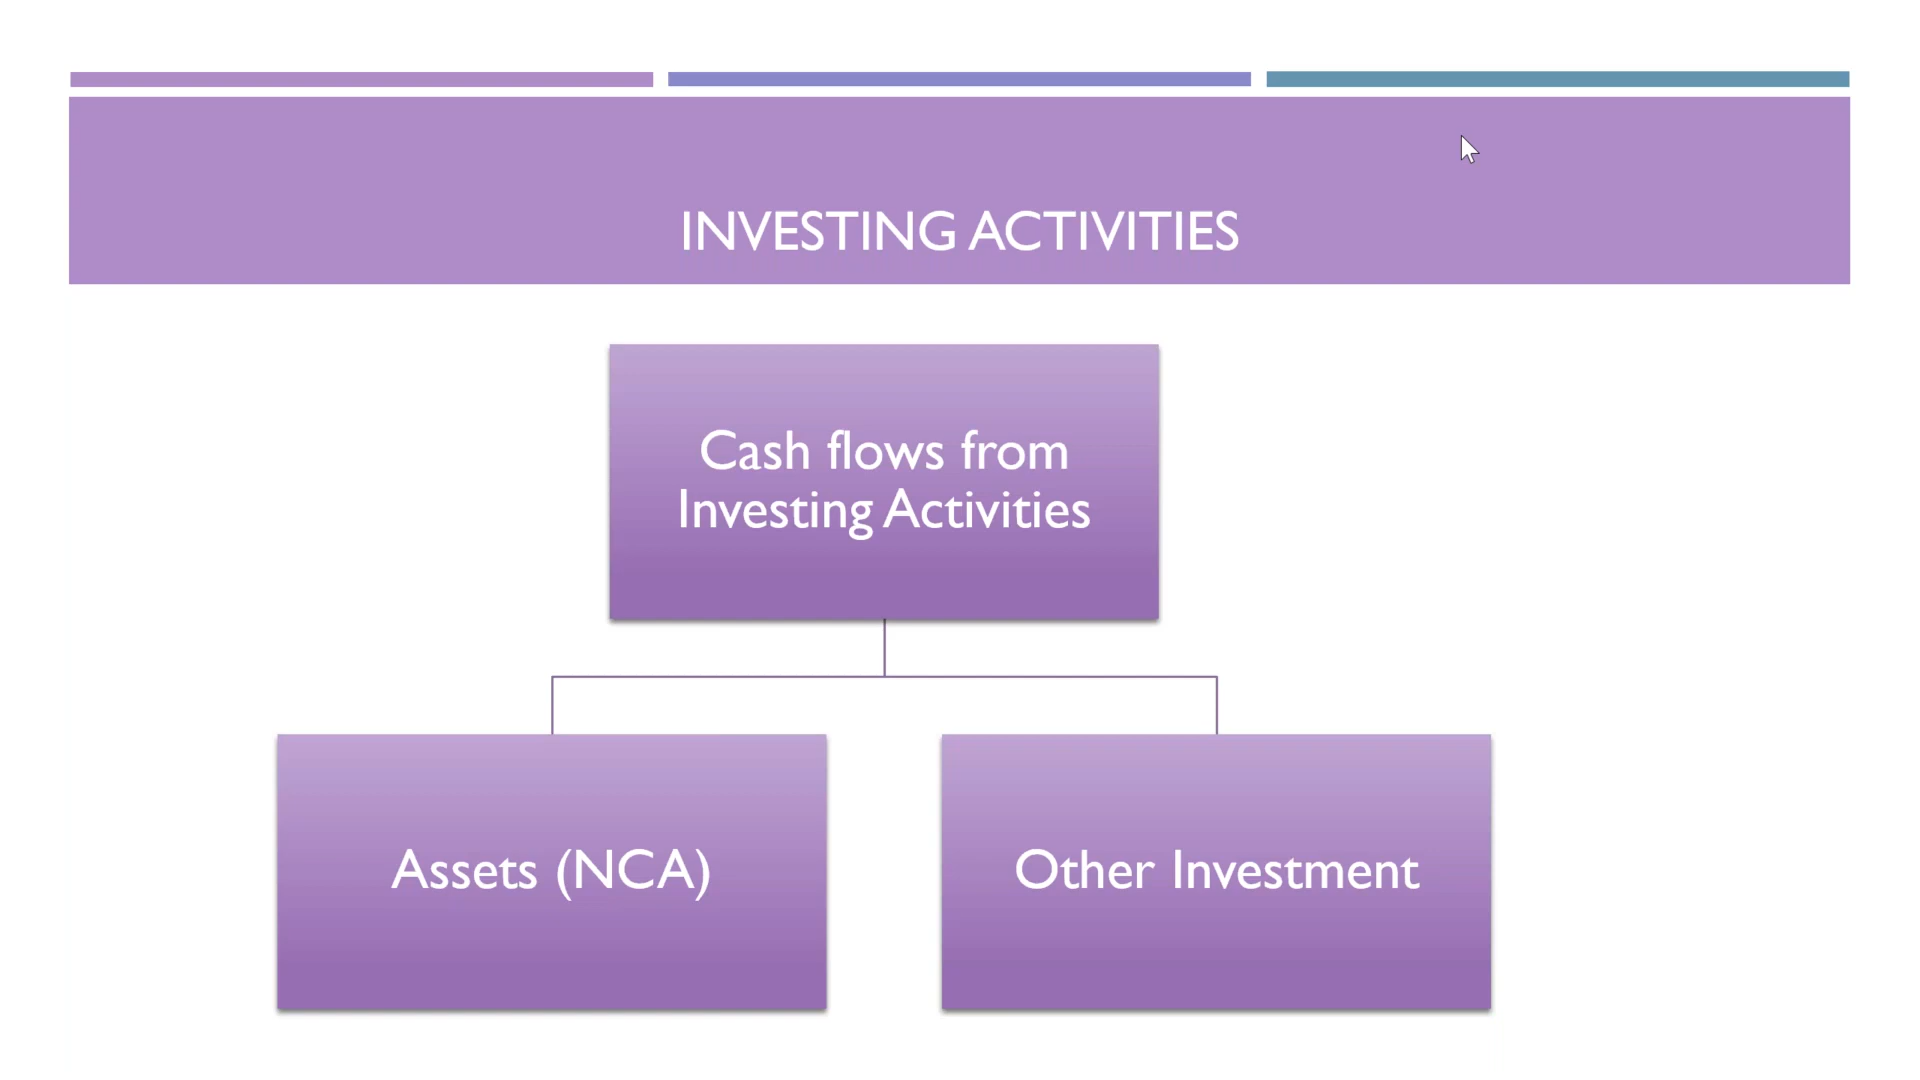 INVESTING ACTIVITIES
Cash flows from
Investing Activities
Assets (NCA)
Other Investment